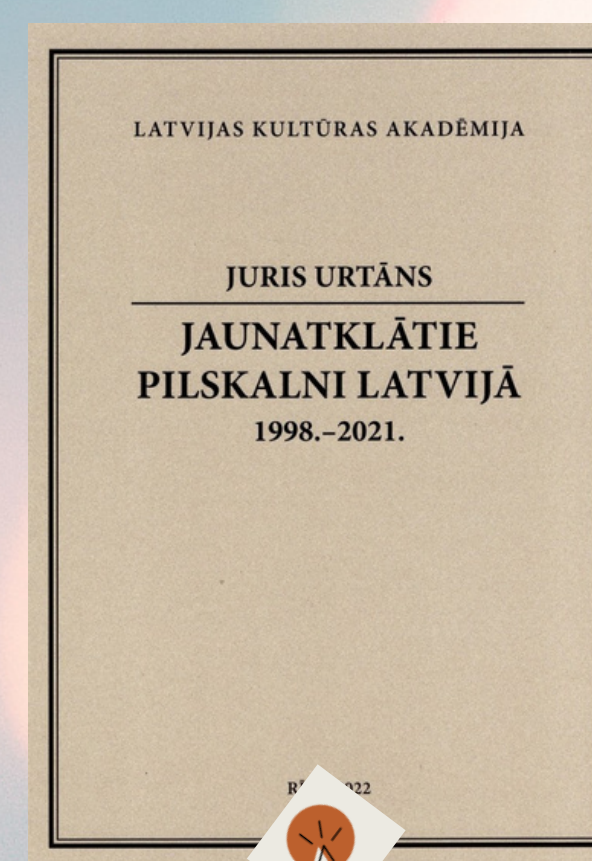 LATVIJAS KULTŪRAS AKADĒMIJA
JURIS URTĀNS
JAUNATKLĀTIE
PILSKALNI LATVIJĀ
1998.–2021.